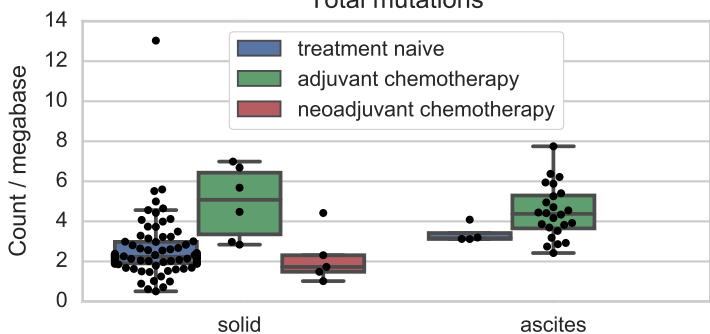 Total mutations
14
12
10
8
6
4
2
0
Count / megabase
treatment naive
adjuvant chemotherapy
neoadjuvant chemotherapy
solid
ascites